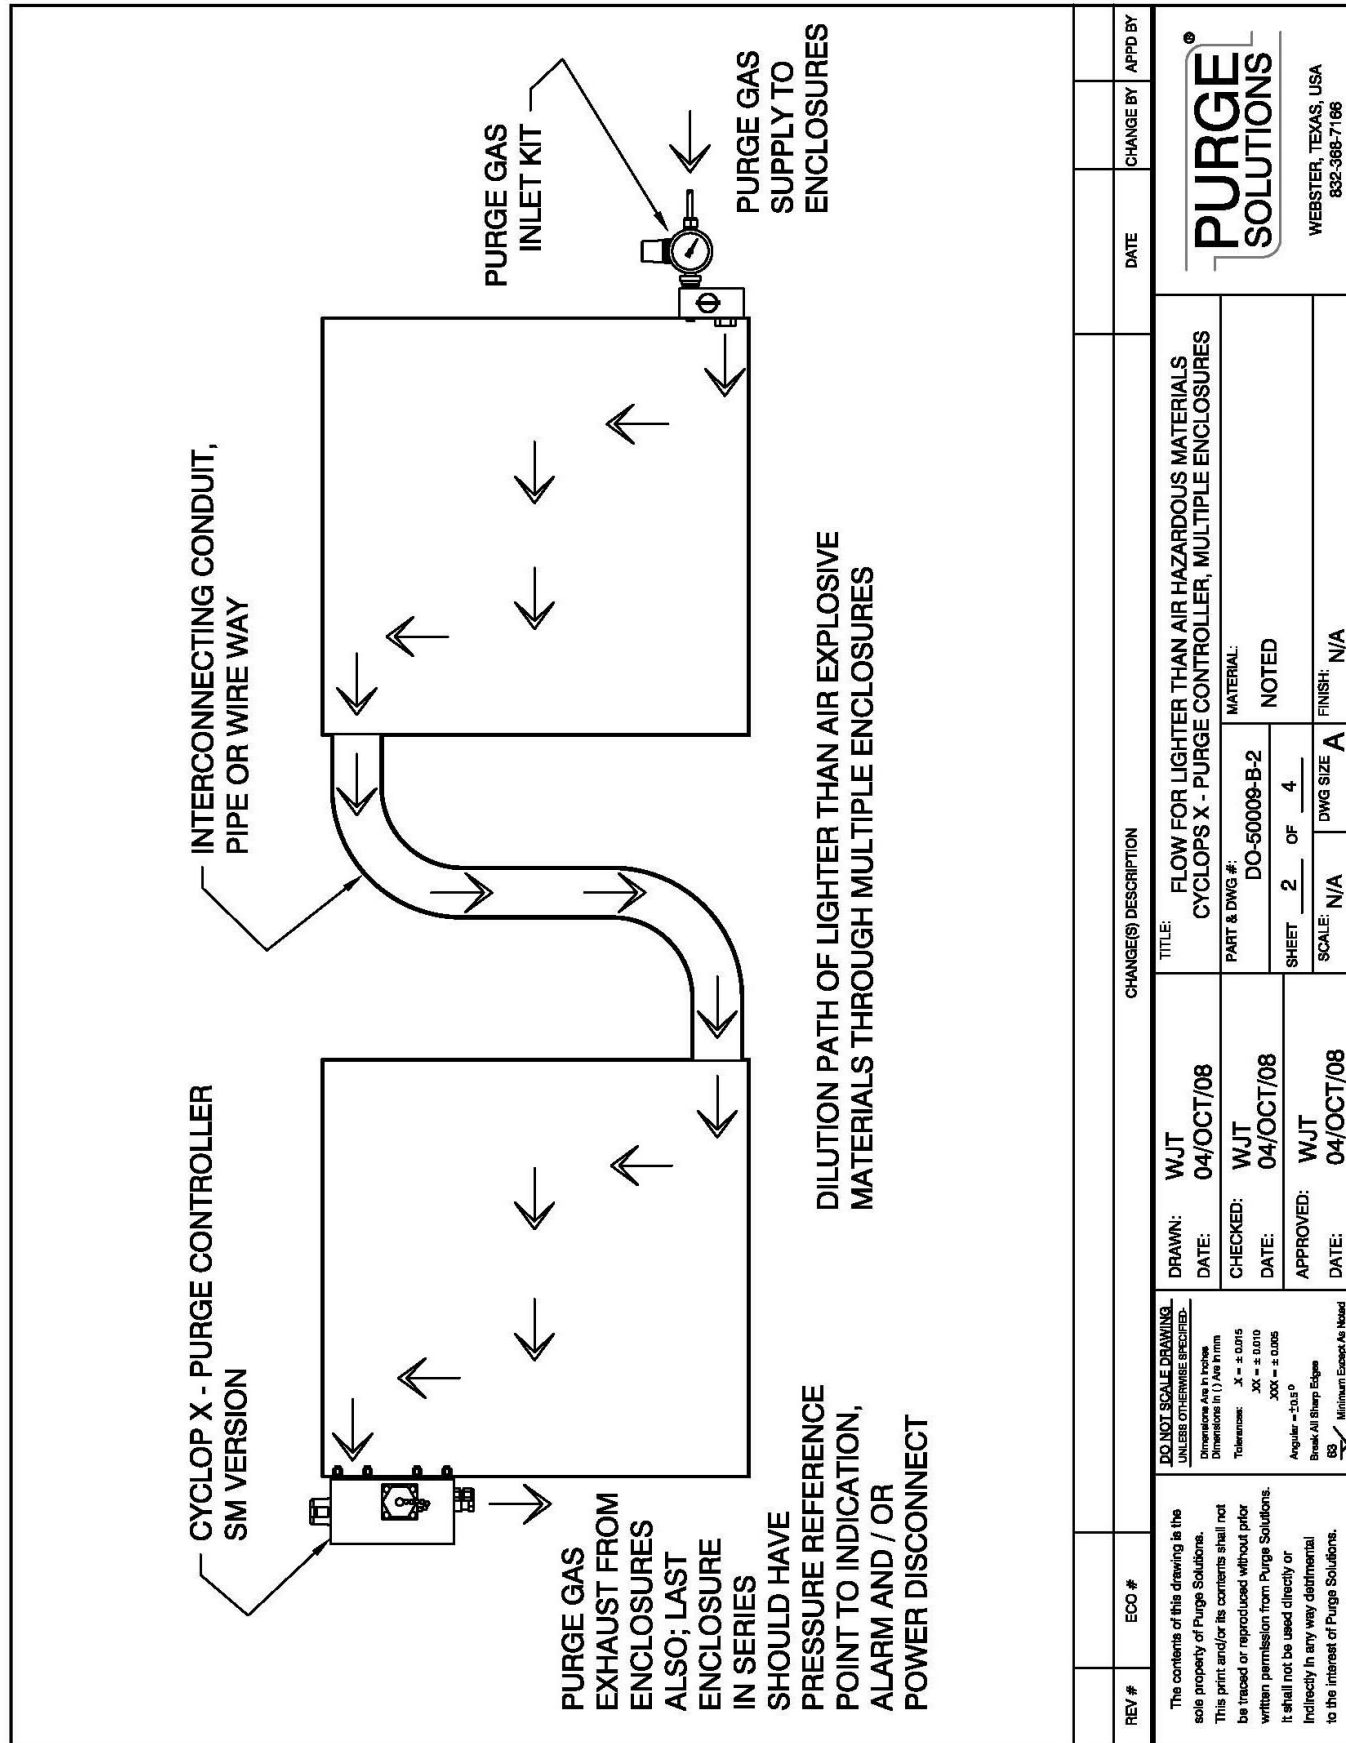 CYCLOP X - PURGE CONTROLLER
SM VERSION
INTERCONNECTING CONDUIT,
PIPE OR WIRE WAY
PURGE GAS
INLET KIT
PURGE GAS
SUPPLY TO
ENCLOSURES
PURGE GAS
EXHAUST FROM
ENCLOSURES
ALSO; LAST
ENCLOSURE
IN SERIES
SHOULD HAVE
PRESSURE REFERENCE
POINT TO INDICATION,
ALARM AND / OR
POWER DISCONNECT
DILUTION PATH OF LIGHTER THAN AIR EXPLOSIVE
MATERIALS THROUGH MULTIPLE ENCLOSURES
REV #
ECO #
CHANGE(S) DESCRIPTION
DATE
CHANGE BY
APPD BY
The contents of this drawing is the
sole property of Purge Solutions.
This print and/or its contents shall not
be traced or reproduced without prior
written permission from Purge Solutions.
It shall not be used directly or
indirectly in any way detrimental
to the interest of Purge Solutions.
DO NOT SCALE DRAWING
UNLESS OTHERWISE SPECIFIED-
Dimensions Are in Inches
Dimensions in ( ) Are in mm
Tolerances: .X = ± 0.015
.XX = ± 0.010
.XXX = ± 0.005
Angular = ±0.5°
Break All Sharp Edges
63 Minimum Except As Noted
DRAWN: WJT
DATE: 04/OCT/08
CHECKED: WJT
DATE: 04/OCT/08
APPROVED: WJT
DATE: 04/OCT/08
TITLE: FLOW FOR LIGHTER THAN AIR HAZARDOUS MATERIALS
CYCLOPS X - PURGE CONTROLLER, MULTIPLE ENCLOSURES
PART & DWG #:
DO-50009-B-2
MATERIAL:
NOTED
SHEET 2 OF 4
SCALE: N/A
DWG SIZE A
FINISH: N/A
PURGE®
SOLUTIONS
WEBSTER, TEXAS, USA
832-368-7166